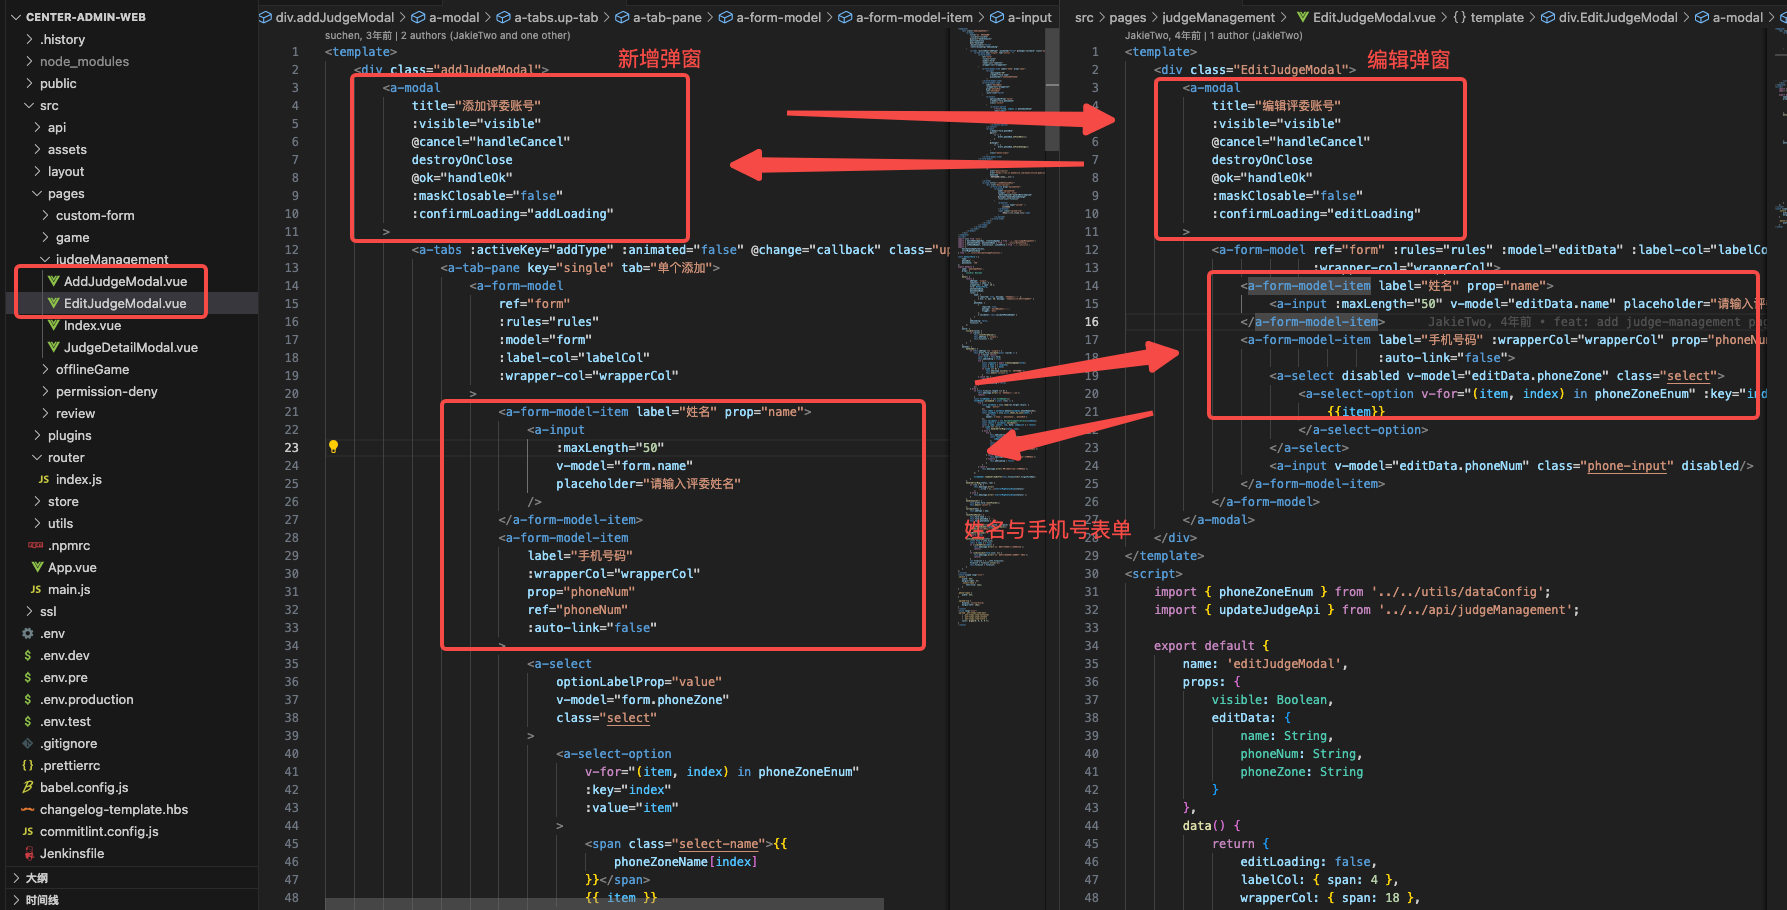 CENTER-ADMIN-WEB
.history
node_modules
public
src
api
assets
layout
pages
custom-form
game
judgeManagement
AddJudgeModal.vue
EditJudgeModal.vue
Index.vue
JudgeDetailModal.vue
offlineGame
permission-deny
review
plugins
router
JS index.js
store
utils
.npmrc
App.vue
JS main.js
ssl
.env
$ .env.dev
$ .env.pre
$ .env.production
$ .env.test
.gitignore
{} .prettierrc
babel.config.js
changelog-template.hbs
JS commitlint.config.js
Jenkinsfile
大纲
时间线
div.addJudgeModal > a-modal > a-tabs.up-tab > a-tab-pane > a-form-model > a-form-model-item > a-input
suchen, 3年前 | 2 authors (JakieTwo and one other)
新增弹窗
1 <template>
2 <div class="addJudgeModal">
3 <a-modal
4 title="添加评委账号"
5 :visible="visible"
6 @cancel="handleCancel"
7 destroyOnClose
8 @ok="handleOk"
9 :maskClosable="false"
10 :confirmLoading="addLoading"
11 >
12 <a-tabs :activeKey="addType" :animated="false" @change="callback" class="up
13 <a-tab-pane key="single" tab="单个添加">
14 <a-form-model
15 ref="form"
16 :rules="rules"
17 :model="form"
18 :label-col="labelCol"
19 :wrapper-col="wrapperCol"
20 >
21 <a-form-model-item label="姓名" prop="name">
22 <a-input
23 :maxLength="50"
24 v-model="form.name"
25 placeholder="请输入评委姓名"
26 />
27 </a-form-model-item>
28 <a-form-model-item
29 label="手机号码"
30 :wrapperCol="wrapperCol"
31 prop="phoneNum"
32 ref="phoneNum"
33 :auto-link="false"
34 >
35 <a-select
36 optionLabelProp="value"
37 v-model="form.phoneZone"
38 class="select"
39 >
40 <a-select-option
41 v-for="(item, index) in phoneZoneEnum"
42 :key="index"
43 :value="item"
44 >
45 <span class="select-name">{{
46 phoneZoneName[index]
47 }}</span>
48 {{ item }}
姓名与手机号表单
src > pages > judgeManagement > EditJudgeModal.vue > {} template > div.EditJudgeModal > a-modal >
JakieTwo, 4年前 | 1 author (JakieTwo)
编辑弹窗
1 <template>
2 <div class="EditJudgeModal">
3 <a-modal
4 title="编辑评委账号"
5 :visible="visible"
6 @cancel="handleCancel"
7 destroyOnClose
8 @ok="handleOk"
9 :maskClosable="false"
10 :confirmLoading="editLoading"
11 >
12 <a-form-model ref="form" :rules="rules" :model="editData" :label-col="labelCo
13 :wrapper-col="wrapperCol">
14 <a-form-model-item label="姓名" prop="name">
15 <a-input :maxLength="50" v-model="editData.name" placeholder="请输入评
16 </a-form-model-item> JakieTwo, 4年前 • feat: add judge-management pag
17 <a-form-model-item label="手机号码" :wrapperCol="wrapperCol" prop="phoneNum
18 :auto-link="false">
19 <a-select disabled v-model="editData.phoneZone" class="select">
20 <a-select-option v-for="(item, index) in phoneZoneEnum" :key="ind
21 {{item}}
22 </a-select-option>
23 </a-select>
24 <a-input v-model="editData.phoneNum" class="phone-input" disabled/>
25 </a-form-model-item>
26 </a-form-model>
27 </a-modal>
28 </div>
29 </template>
30 <script>
31 import { phoneZoneEnum } from '../../utils/dataConfig';
32 import { updateJudgeApi } from '../../api/judgeManagement';
33
34 export default {
35 name: 'editJudgeModal',
36 props: {
37 visible: Boolean,
38 editData: {
39 name: String,
40 phoneNum: String,
41 phoneZone: String
42 }
43 },
44 data() {
45 return {
46 editLoading: false,
47 labelCol: { span: 4 },
48 wrapperCol: { span: 18 },